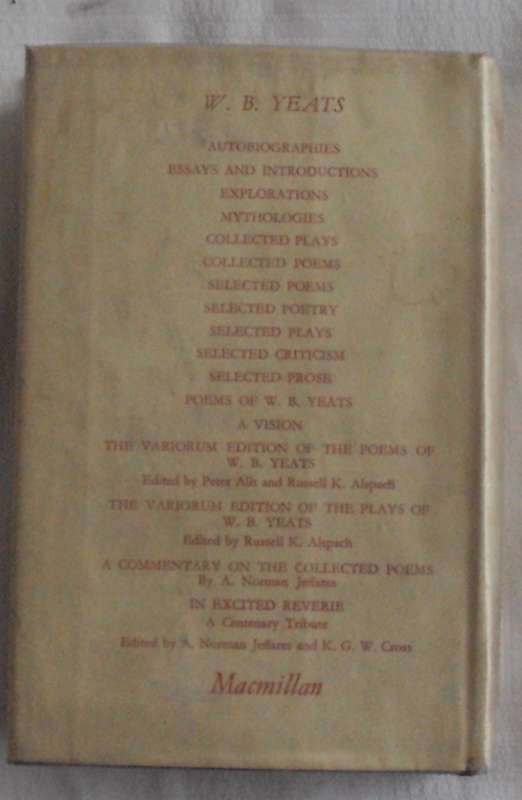 W. B. YEATS
AUTOBIOGRAPHIES
ESSAYS AND INTRODUCTIONS
EXPLORATIONS
MYTHOLOGIES
COLLECTED PLAYS
COLLECTED POEMS
SELECTED POEMS
SELECTED POETRY
SELECTED PLAYS
SELECTED CRITICISM
SELECTED PROSE
POEMS OF W. B. YEATS
A VISION
THE VARIORUM EDITION OF THE POEMS OF
W. B. YEATS
Edited by Peter Allt and Russell K. Alspach
THE VARIORUM EDITION OF THE PLAYS OF
W. B. YEATS
Edited by Russell K. Alspach
A COMMENTARY ON THE COLLECTED POEMS
By A. Norman Jeffares
IN EXCITED REVERIE
A Centenary Tribute
Edited by A. Norman Jeffares and K. G. W. Cross
Macmillan